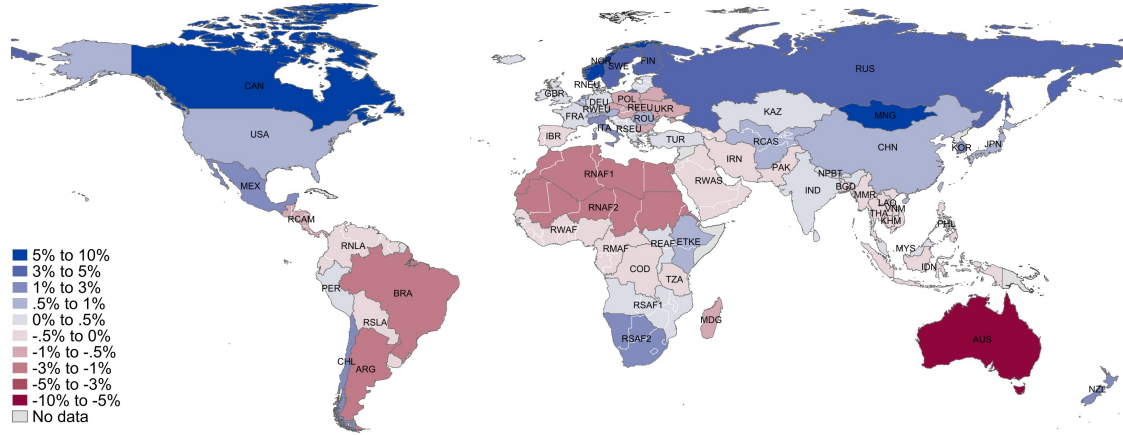 NOR
FIN
SWE
RUS
CAN
RNEU
GBR
DEU
POL
RWEU
REEU
UKR
FRA
ROU
KAZ
MNG
USA
ITA
RSEU
IBR
TUR
RCAS
CHN
KOR
JPN
IRN
PAK
MEX
RNAF1
RWAS
NPBT
IND
BGD
MMR
LAO
VNM
THA
KHM
RCAM
RNAF2
PHL
RNLA
RWAF
RMAF
REAF
ETKE
MYS
IDN
COD
TZA
PER
BRA
RSLA
RSAF1
MDG
RSAF2
AUS
CHL
ARG
NZL
5% to 10%
3% to 5%
1% to 3%
.5% to 1%
0% to .5%
-.5% to 0%
-1% to -.5%
-3% to -1%
-5% to -3%
-10% to -5%
No data